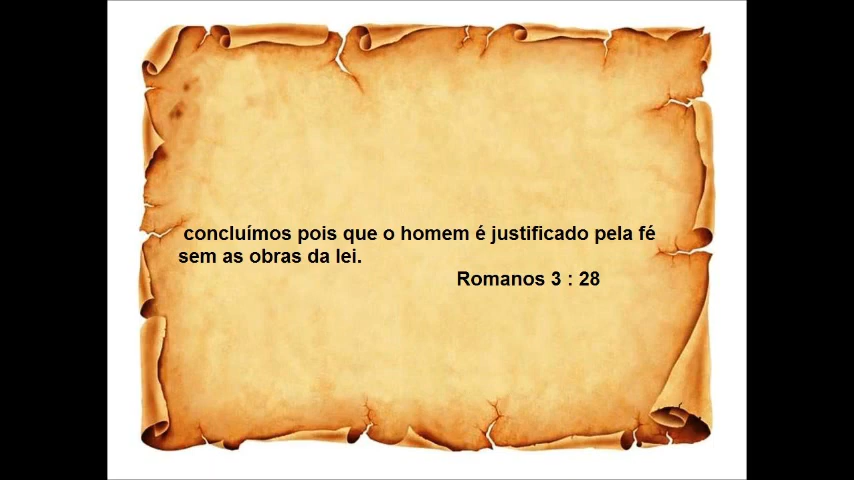 concluímos pois que o homem é justificado pela fé
sem as obras da lei.
Romanos 3 : 28